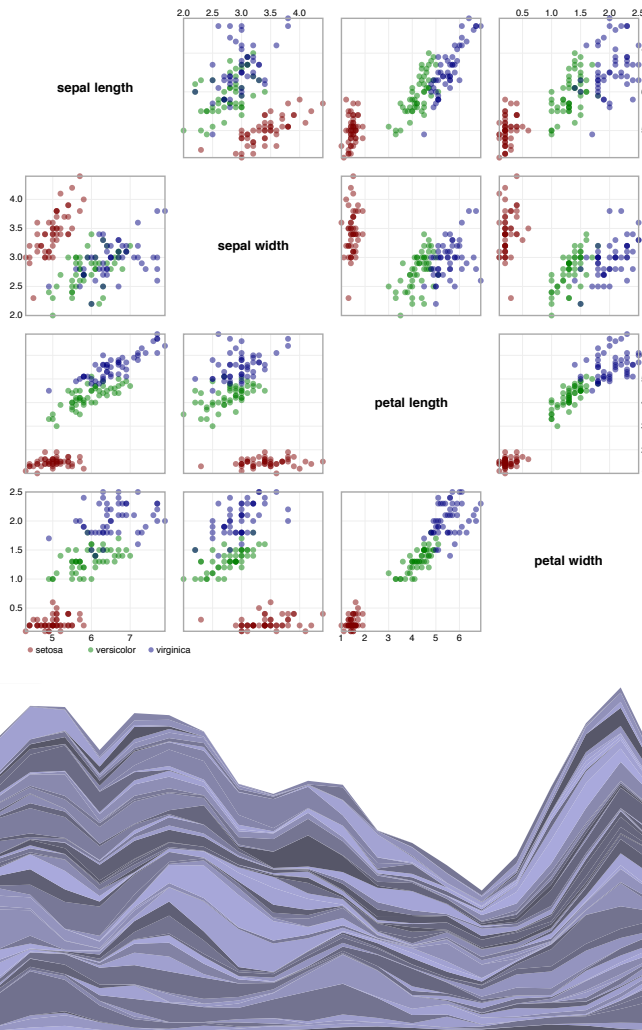 2.0 2.5 3.0 3.5 4.0 0.5 1.0 1.5 2.0 2.5
sepal length
4.0
3.5
3.0
2.5
2.0
sepal width
petal length
2.5
2.0
1.5
1.0
0.5
petal width
5 6 7 1 2 3 4 5 6
setosa versicolor virginica